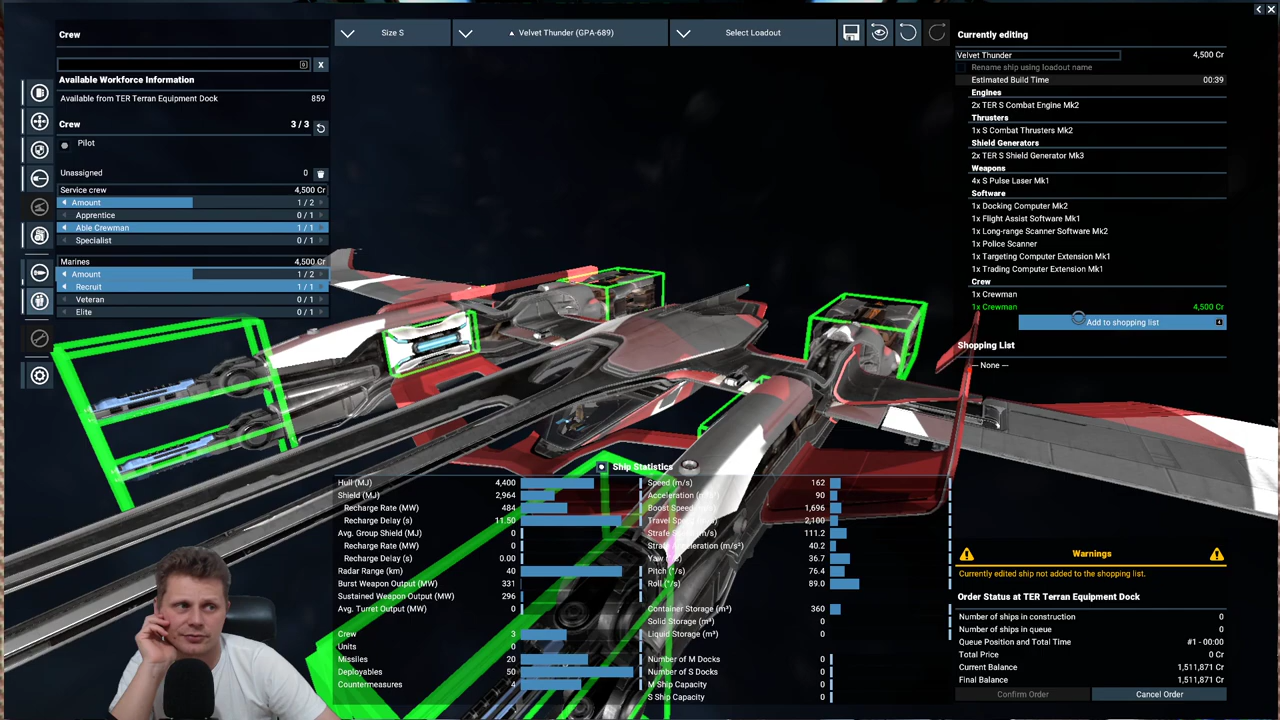 Crew
Size S
Velvet Thunder (GPA-689)
Select Loadout
x
Available Workforce Information
Available from TER Terran Equipment Dock 859
Crew 3 / 3
Pilot
Unassigned 0
Service crew 4,500 Cr
Amount 1 / 2
Apprentice 0 / 1
Able Crewman 1 / 1
Specialist 0 / 1
Marines 4,500 Cr
Amount 1 / 2
Recruit 1 / 1
Veteran 0 / 1
Elite 0 / 1
Ship Statistics
Hull (MJ) 4,400
Shield (MJ) 2,964
Recharge Rate (MW) 484
Recharge Delay (s) 11.50
Avg. Group Shield (MJ) 0
Recharge Rate (MW) 0
Recharge Delay (s) 0.00
Radar Range (km) 40
Burst Weapon Output (MW) 331
Sustained Weapon Output (MW) 296
Avg. Turret Output (MW) 0
Crew 3
Units 0
Missiles 20
Deployables 50
Countermeasures 4
Speed (m/s) 162
Acceleration (m/s²) 90
Boost Speed (m/s) 1,696
Travel Speed (m/s) 2,100
Strafe Speed (m/s) 111.2
Strafe Acceleration (m/s²) 40.2
Yaw (°/s) 36.7
Pitch (°/s) 76.4
Roll (°/s) 89.0
Container Storage (m³) 360
Solid Storage (m³) 0
Liquid Storage (m³) 0
Number of M Docks 0
Number of S Docks 0
M Ship Capacity 0
S Ship Capacity 0
Currently editing
Velvet Thunder 4,500 Cr
Rename ship using loadout name
Estimated Build Time 00:39
Engines
2x TER S Combat Engine Mk2
Thrusters
1x S Combat Thrusters Mk2
Shield Generators
2x TER S Shield Generator Mk3
Weapons
4x S Pulse Laser Mk1
Software
1x Docking Computer Mk2
1x Flight Assist Software Mk1
1x Long-range Scanner Software Mk2
1x Police Scanner
1x Targeting Computer Extension Mk1
1x Trading Computer Extension Mk1
Crew
1x Crewman
1x Crewman 4,500 Cr
Add to shopping list
Shopping List
--- None ---
Warnings
Currently edited ship not added to the shopping list.
Order Status at TER Terran Equipment Dock
Number of ships in construction 0
Number of ships in queue 0
Queue Position and Total Time #1 - 00:00
Total Price 0 Cr
Current Balance 1,511,871 Cr
Final Balance 1,511,871 Cr
Confirm Order
Cancel Order